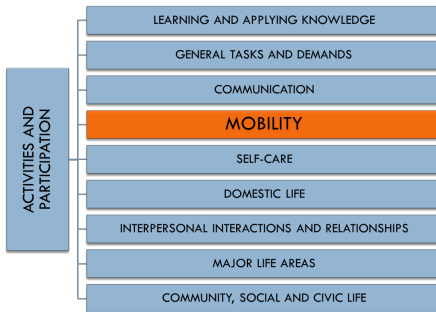 ACTIVITIES AND
PARTICIPATION
LEARNING AND APPLYING KNOWLEDGE
GENERAL TASKS AND DEMANDS
COMMUNICATION
MOBILITY
SELF-CARE
DOMESTIC LIFE
INTERPERSONAL INTERACTIONS AND RELATIONSHIPS
MAJOR LIFE AREAS
COMMUNITY, SOCIAL AND CIVIC LIFE